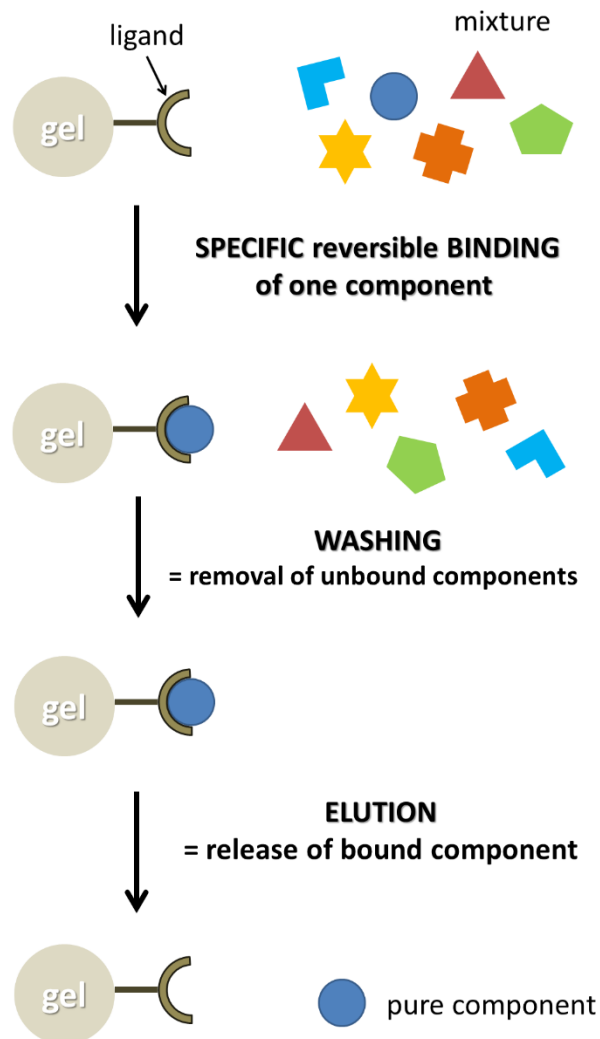 ligand
mixture
gel
SPECIFIC reversible BINDING
of one component
gel
WASHING
= removal of unbound components
gel
ELUTION
= release of bound component
gel
pure component